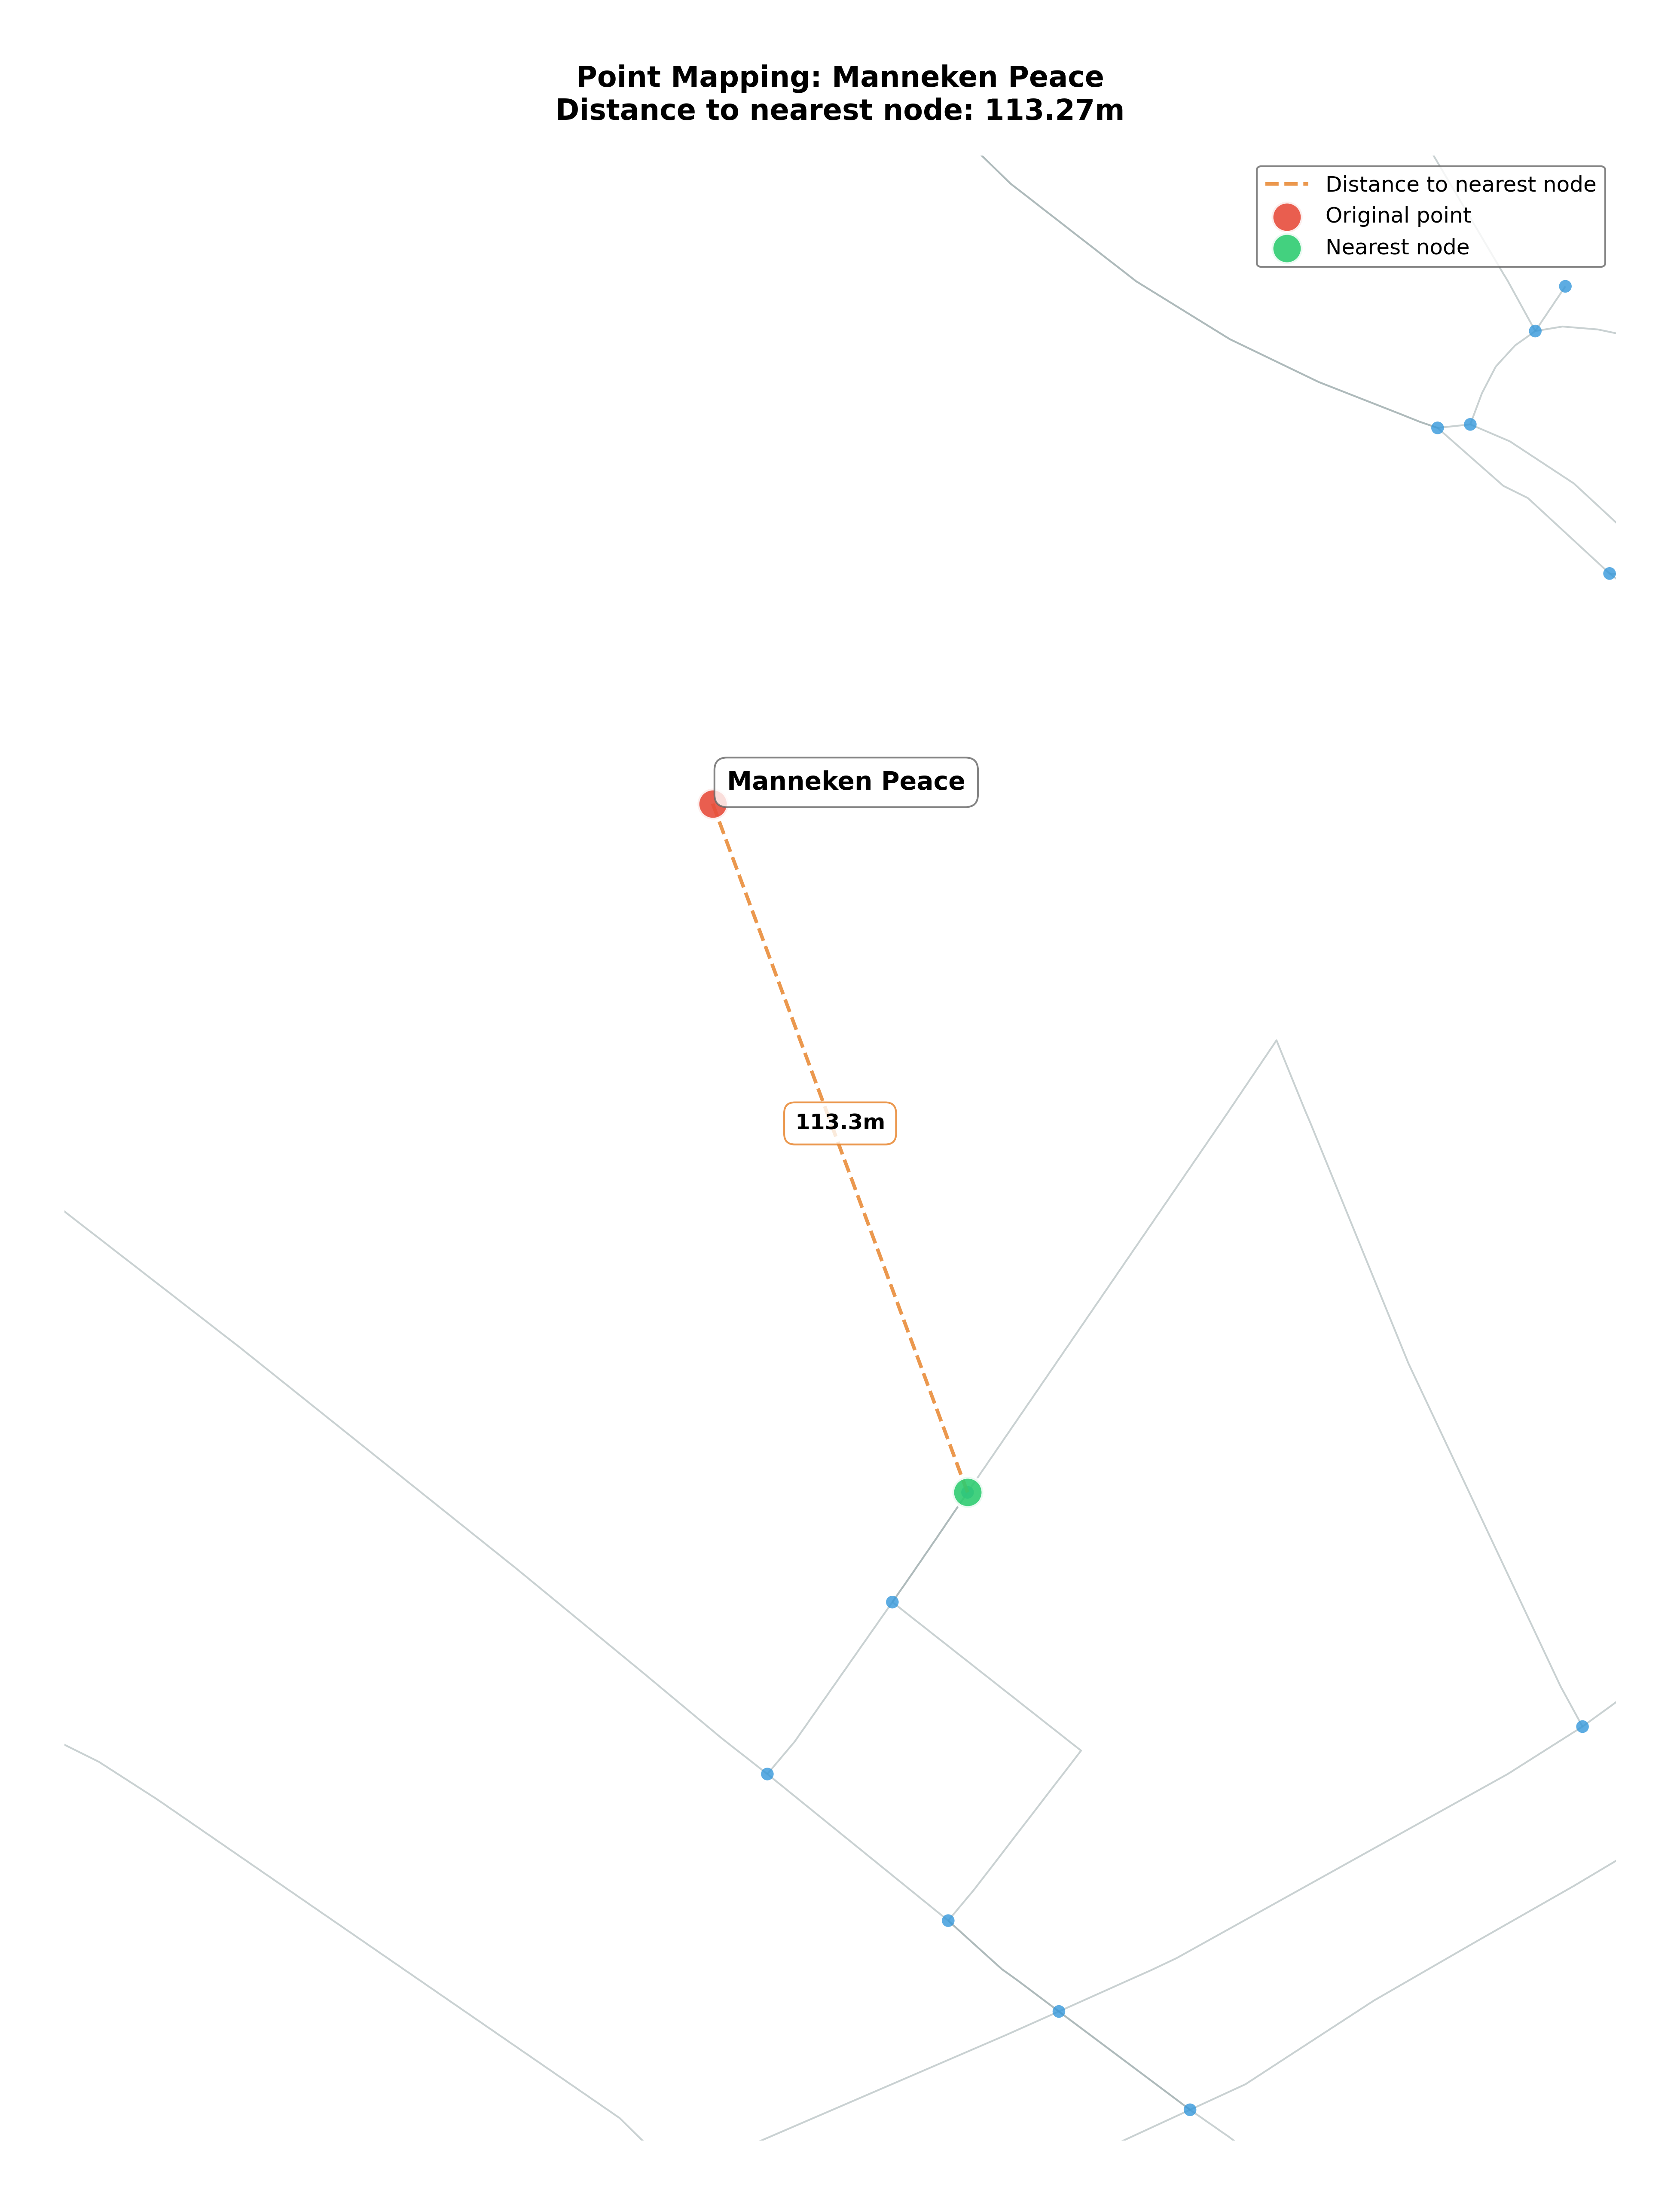 Point Mapping: Manneken Peace
Distance to nearest node: 113.27m
Distance to nearest node
Original point
Nearest node
Manneken Peace
113.3m